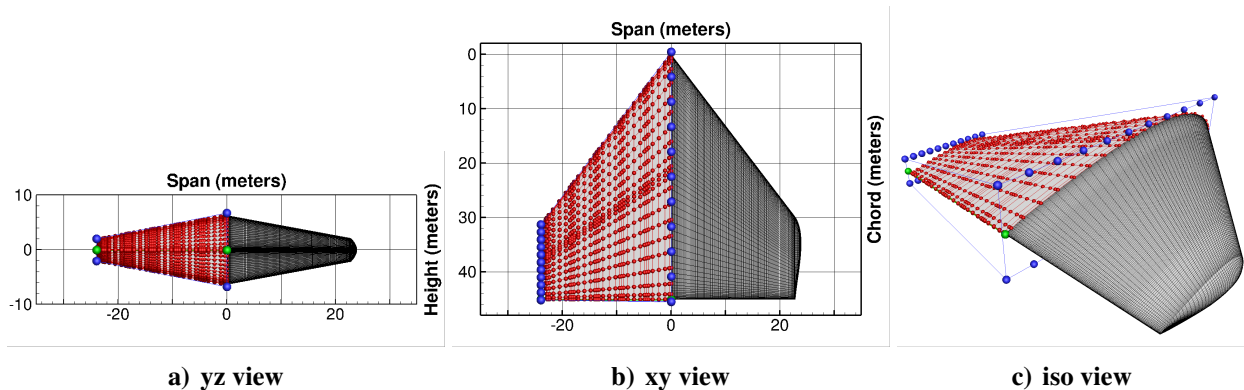 Span (meters)
10
0
-10
-20
0
20
Height (meters)
a) yz view
Span (meters)
0
10
20
30
40
-20
0
20
Chord (meters)
b) xy view
c) iso view